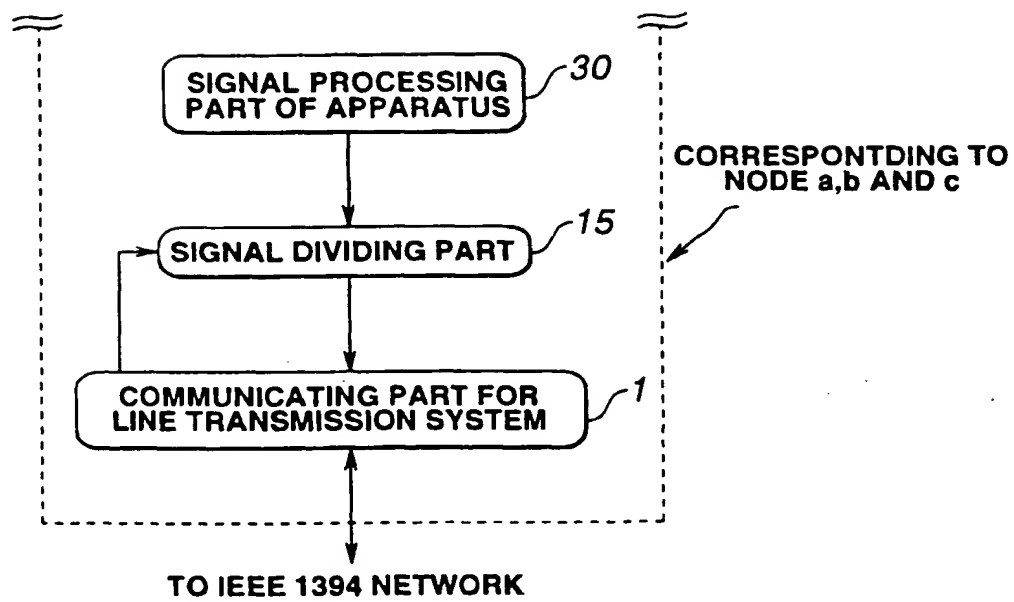 SIGNAL PROCESSING
PART OF APPARATUS
30
CORRESPONTDING TO
NODE a,b AND c
15
SIGNAL DIVIDING PART
COMMUNICATING PART FOR
LINE TRANSMISSION SYSTEM
1
TO IEEE 1394 NETWORK